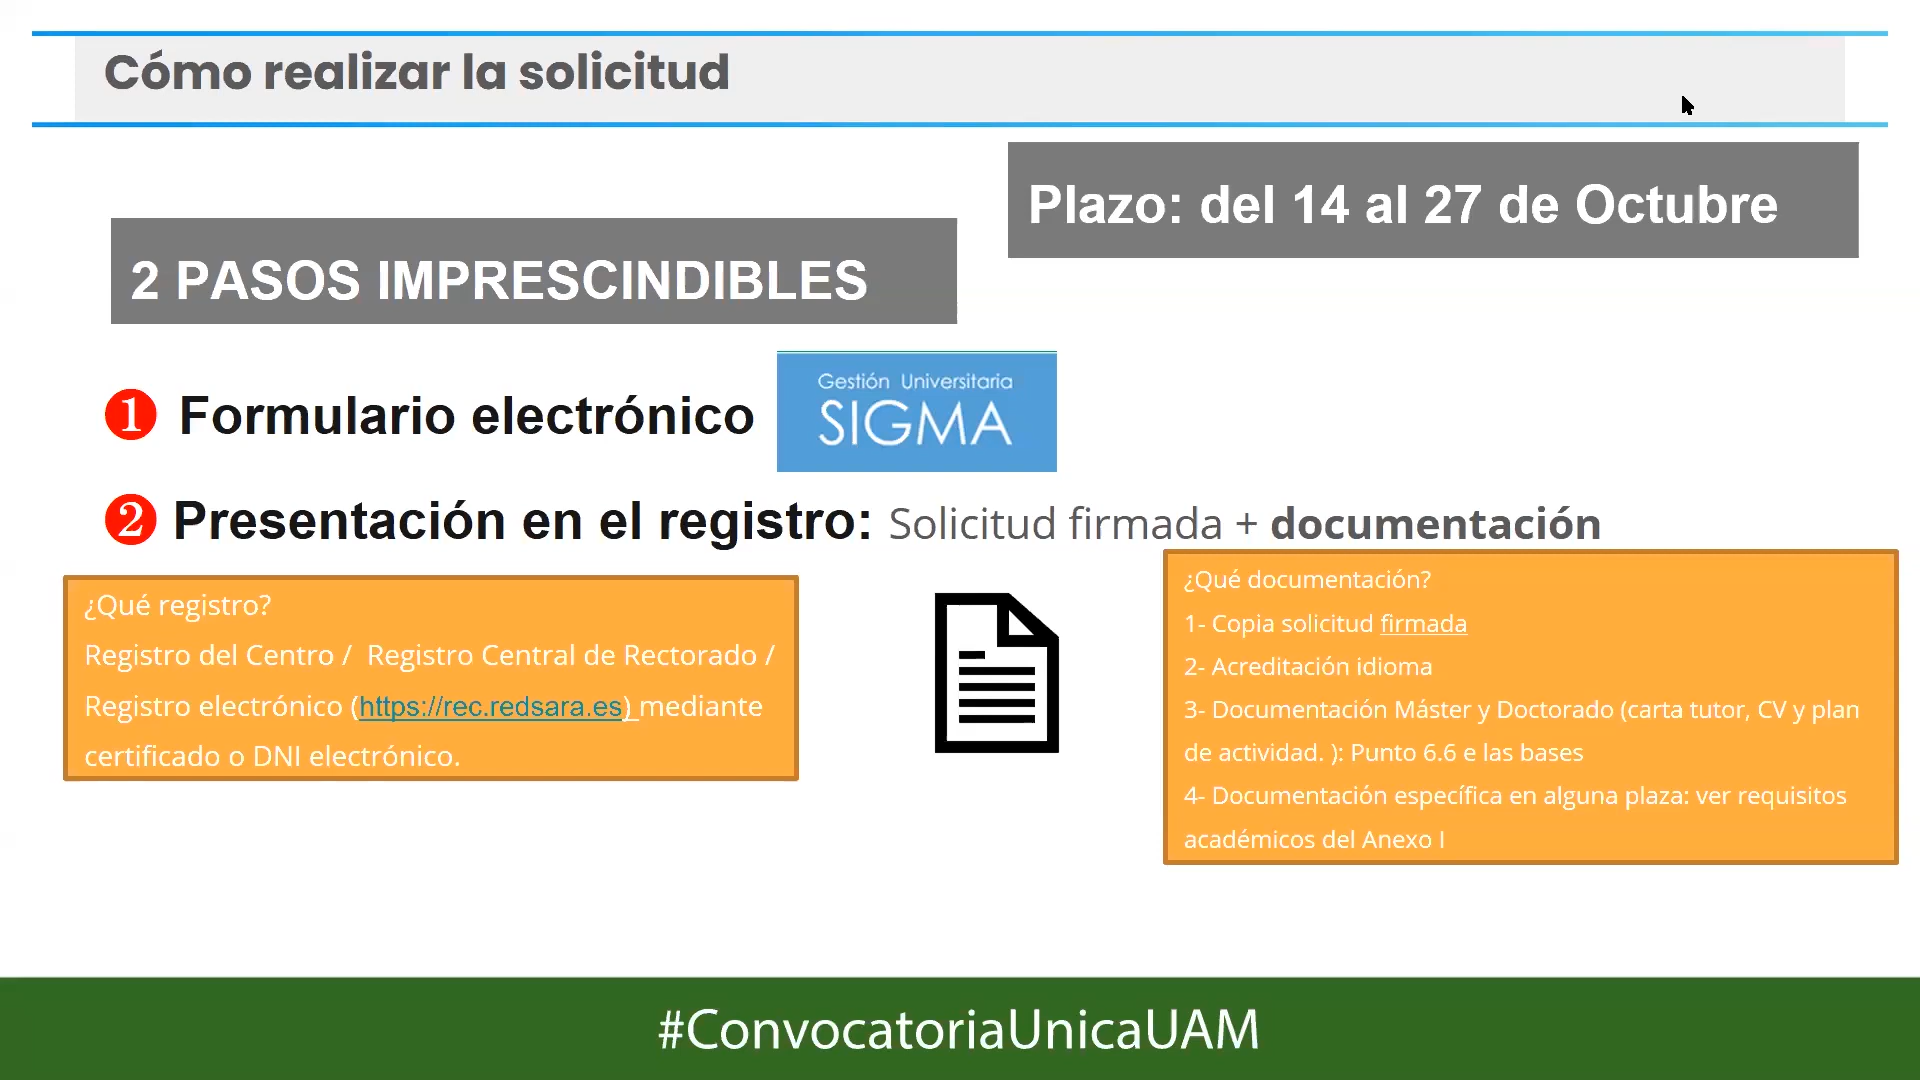 Cómo realizar la solicitud
Plazo: del 14 al 27 de Octubre
2 PASOS IMPRESCINDIBLES
1 Formulario electrónico
Gestión Universitaria
SIGMA
2 Presentación en el registro: Solicitud firmada + documentación
¿Qué registro?
Registro del Centro / Registro Central de Rectorado /
Registro electrónico (https://rec.redsara.es) mediante
certificado o DNI electrónico.
¿Qué documentación?
1- Copia solicitud firmada
2- Acreditación idioma
3- Documentación Máster y Doctorado (carta tutor, CV y plan
de actividad. ): Punto 6.6 e las bases
4- Documentación específica en alguna plaza: ver requisitos
académicos del Anexo I
#ConvocatoriaUnicaUAM